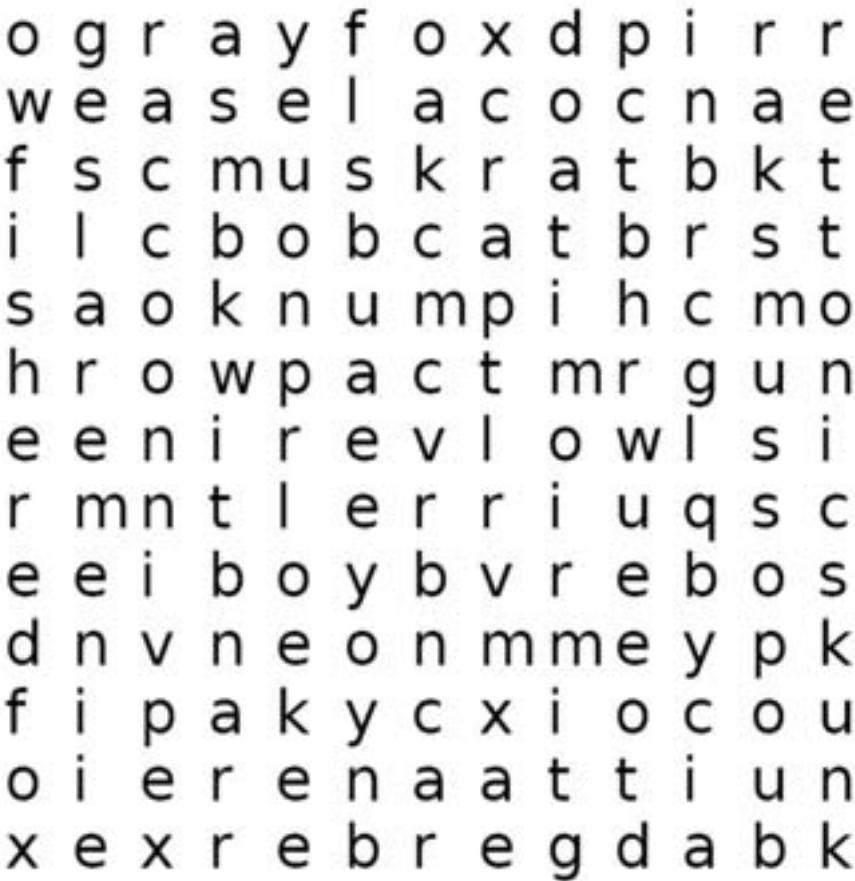 o g r a y f o x d p i r r
w e a s e l a c o c n a e
f s c m u s k r a t b k t
i l c b o b c a t b r s t
s a o k n u m p i h c m o
h r o w p a c t m r g u n
e e n i r e v l o w l s i
r m n t l e r r i u q s c
e e i b o y b v r e b o s
d n v n e o n m m e y p k
f i p a k y c x i o c o u
o i e r e n a a t t i u n
x e x r e b r e g d a b k